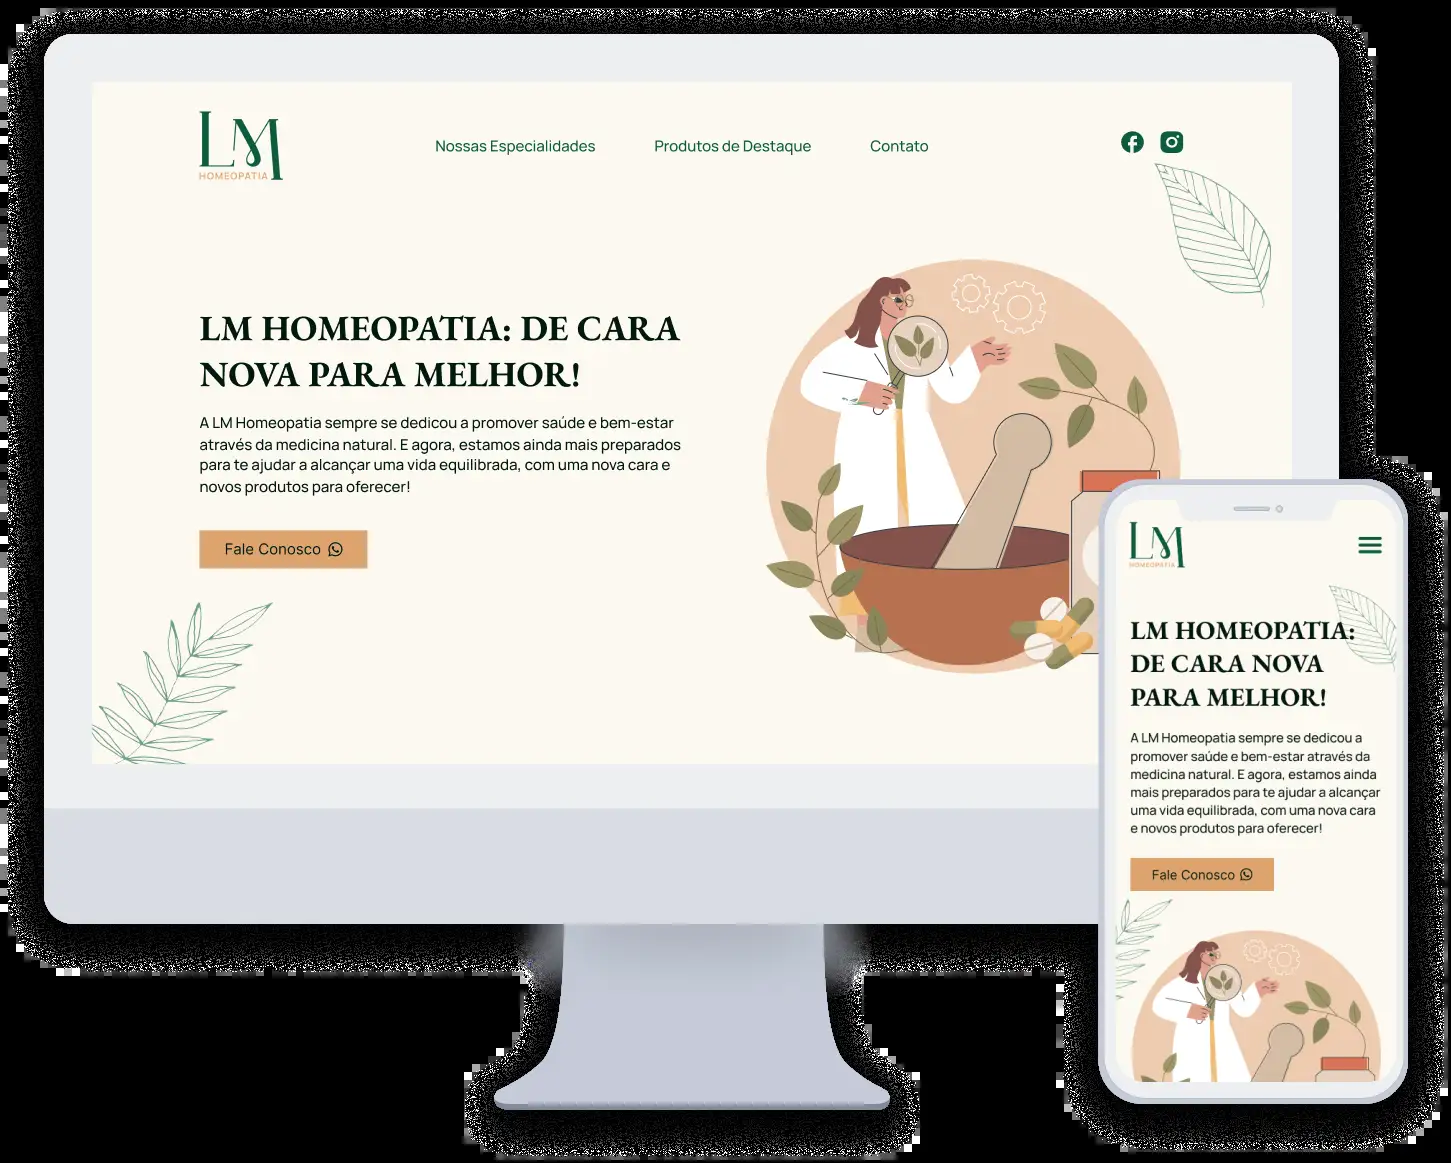 LM
HOMEOPATIA
Nossas Especialidades
Produtos de Destaque
Contato
LM HOMEOPATIA: DE CARA
NOVA PARA MELHOR!
A LM Homeopatia sempre se dedicou a promover saúde e bem-estar
através da medicina natural. E agora, estamos ainda mais preparados
para te ajudar a alcançar uma vida equilibrada, com uma nova cara e
novos produtos para oferecer!
Fale Conosco
LM
HOMEOPATIA
LM HOMEOPATIA:
DE CARA NOVA
PARA MELHOR!
A LM Homeopatia sempre se dedicou a
promover saúde e bem-estar através da
medicina natural. E agora, estamos ainda
mais preparados para te ajudar a alcançar
uma vida equilibrada, com uma nova cara
e novos produtos para oferecer!
Fale Conosco